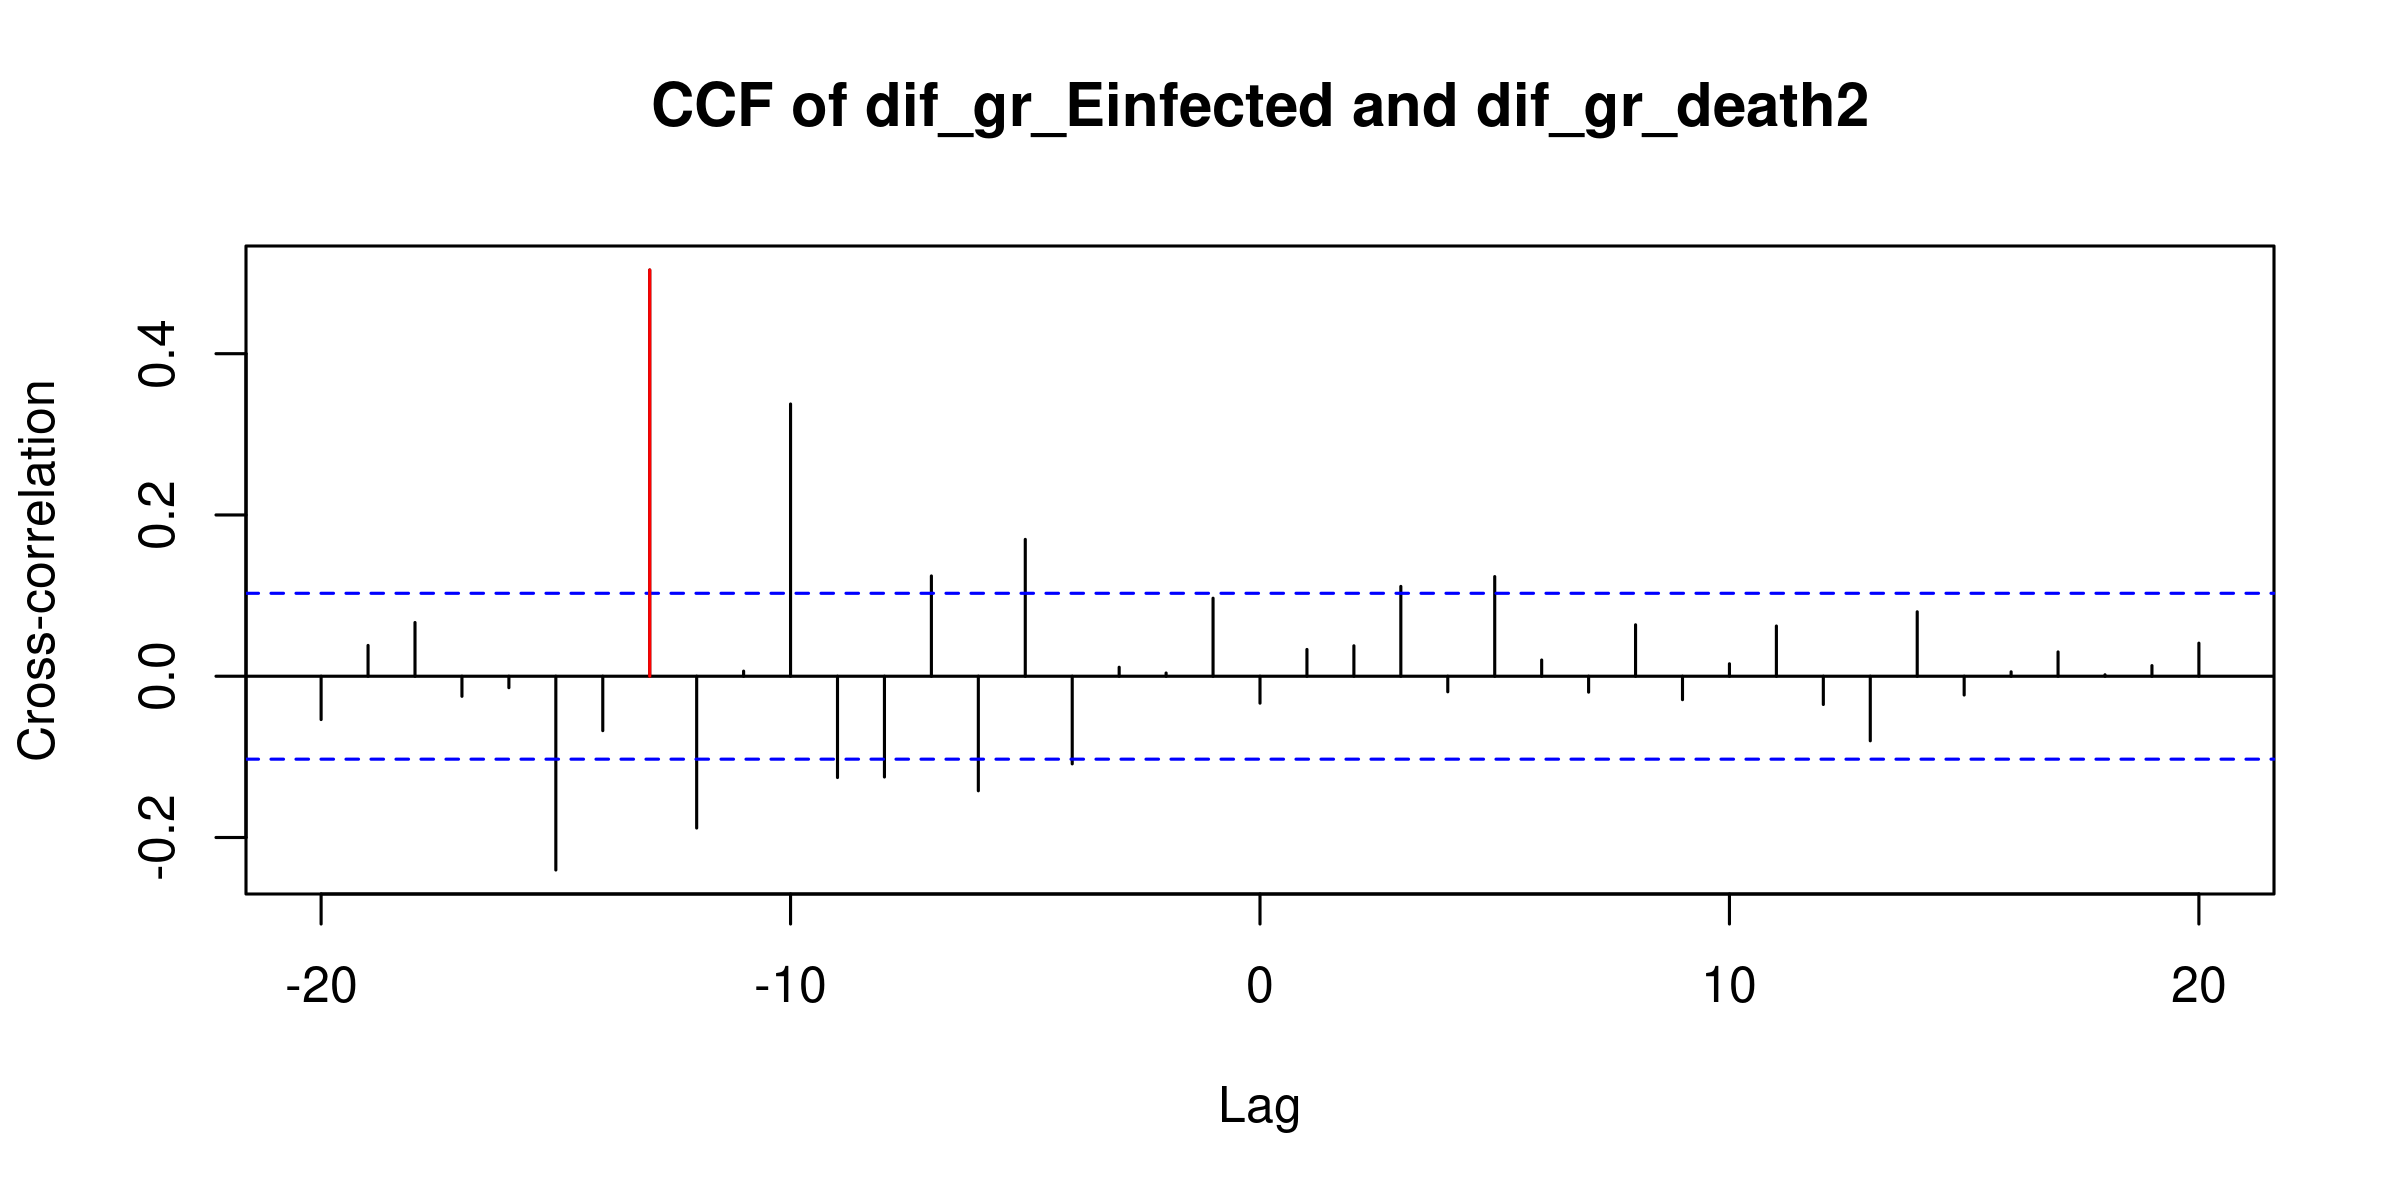 CCF of dif_gr_Einfected and dif_gr_death2
Cross-correlation
0.4
0.2
0.0
-0.2
-20 -10 0 10 20
Lag